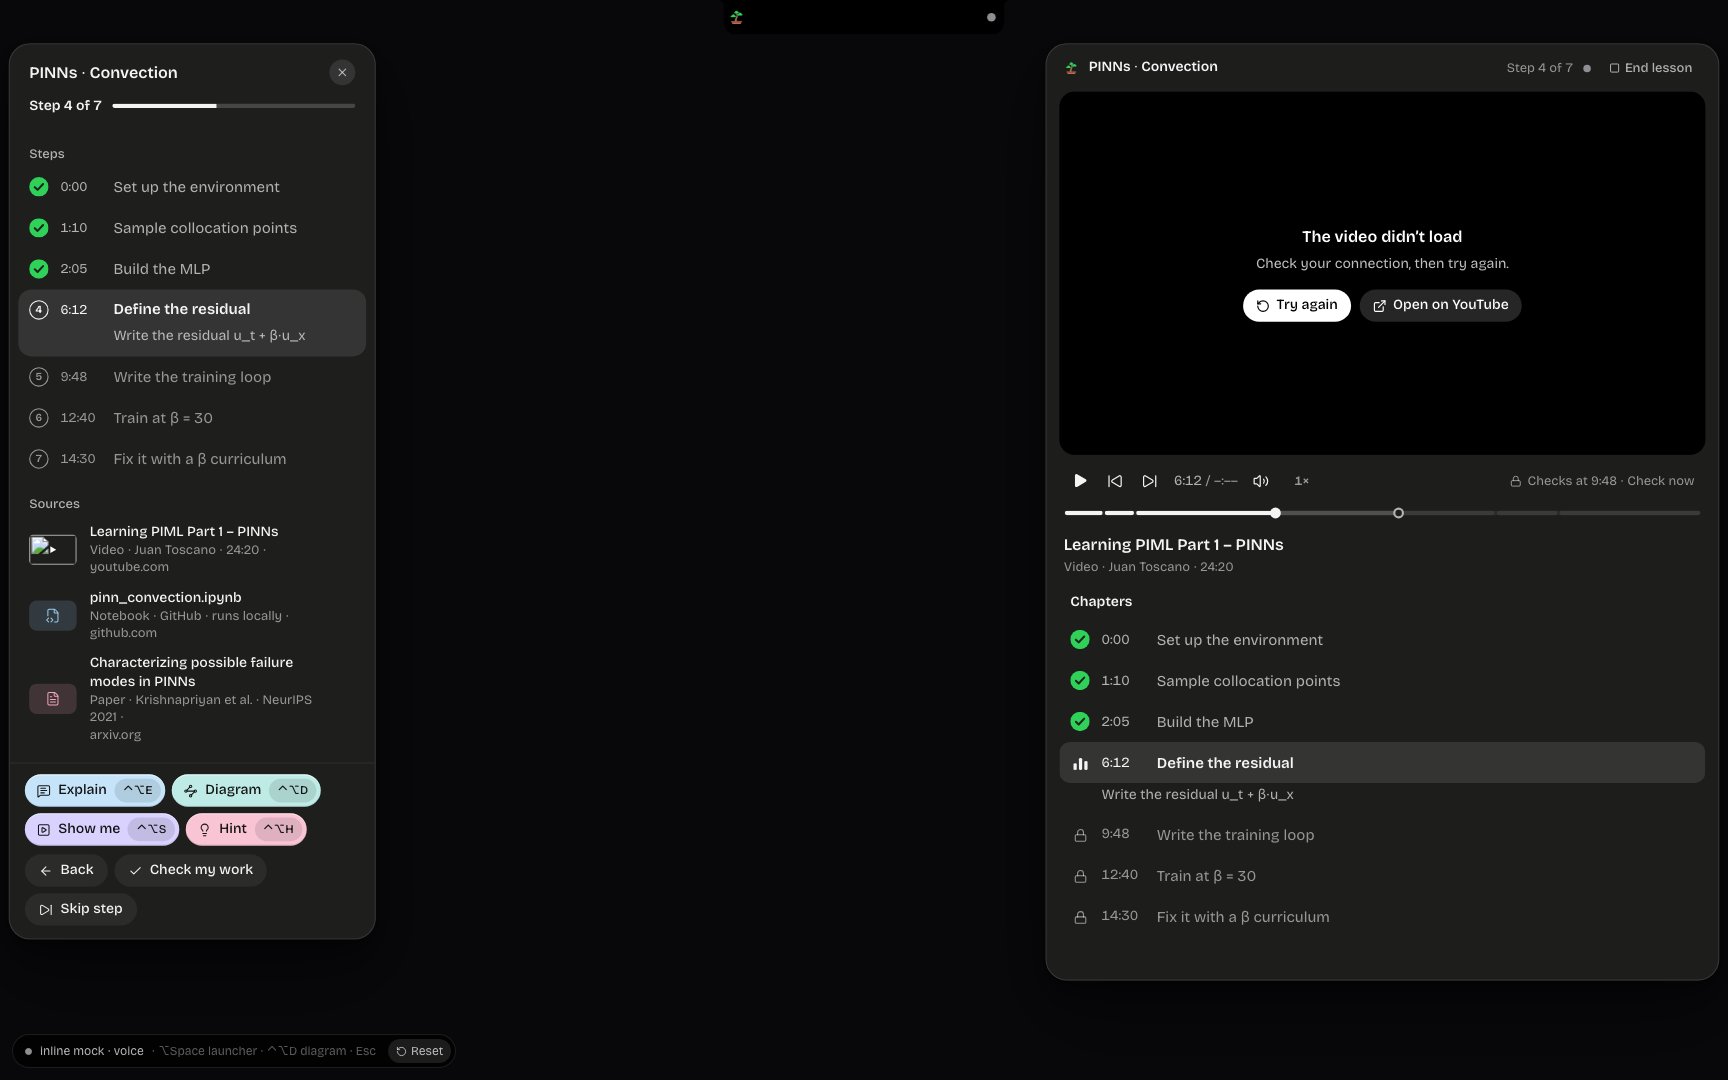 PINNs · Convection
Step 4 of 7
Steps
0:00 Set up the environment
1:10 Sample collocation points
2:05 Build the MLP
4 6:12 Define the residual
Write the residual u_t + β·u_x
5 9:48 Write the training loop
6 12:40 Train at β = 30
7 14:30 Fix it with a β curriculum
Sources
Learning PIML Part 1 – PINNs
Video · Juan Toscano · 24:20 ·
youtube.com
pinn_convection.ipynb
Notebook · GitHub · runs locally ·
github.com
Characterizing possible failure
modes in PINNs
Paper · Krishnapriyan et al. · NeurIPS
2021 ·
arxiv.org
Explain ^⌥E Diagram ^⌥D
Show me ^⌥S Hint ^⌥H
Back Check my work
Skip step
inline mock · voice · ⌥Space launcher · ^⌥D diagram · Esc Reset
PINNs · Convection Step 4 of 7 End lesson
The video didn’t load
Check your connection, then try again.
Try again Open on YouTube
6:12 / –:–– 1× Checks at 9:48 · Check now
Learning PIML Part 1 – PINNs
Video · Juan Toscano · 24:20
Chapters
0:00 Set up the environment
1:10 Sample collocation points
2:05 Build the MLP
6:12 Define the residual
Write the residual u_t + β·u_x
9:48 Write the training loop
12:40 Train at β = 30
14:30 Fix it with a β curriculum